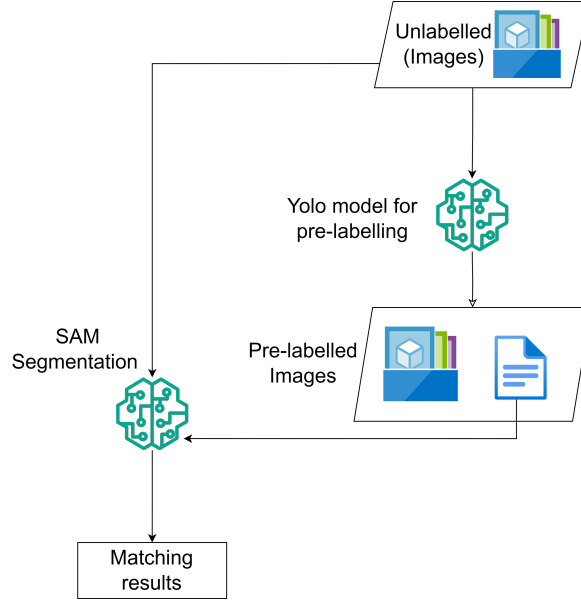 Unlabelled
(Images)
Yolo model for
pre-labelling
SAM
Segmentation
Pre-labelled
Images
Matching
results